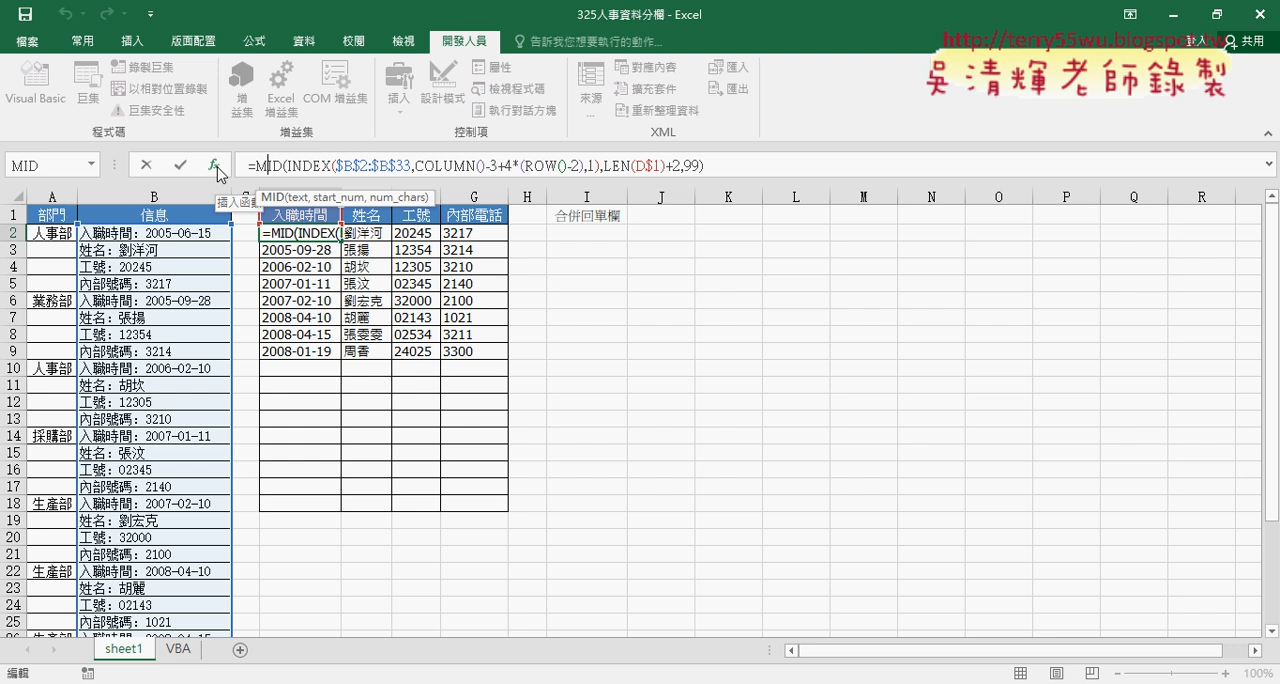 325人事資料分欄 - Excel
檔案 常用 插入 版面配置 公式 資料 校閱 檢視 開發人員 告訴我您想要執行的動作... 登入 共用
http://terry55wu.blogspot.tw
吳清輝老師錄製
Visual Basic 巨集 錄製巨集 以相對位置錄製 巨集安全性
增益集 Excel 增益集 COM 增益集
插入 設計模式 屬性 檢視程式碼 執行對話方塊
來源... 對應內容 擴充套件 重新整理資料 匯入 匯出
程式碼 增益集 控制項 XML
MID =MID(INDEX($B$2:$B$33,COLUMN()-3+4*(ROW()-2),1),LEN(D$1)+2,99)
插入函 MID(text, start_num, num_chars)
A B G H I J K L M N O P Q R
1 部門 信息 入職時間 姓名 工號 內部電話 合併回單欄
2 人事部 入職時間：2005-06-15 =MID(INDEX( 劉洋河 20245 3217
3 姓名：劉洋河 2005-09-28 張揚 12354 3214
4 工號：20245 2006-02-10 胡坎 12305 3210
5 內部號碼：3217 2007-01-11 張汶 02345 2140
6 業務部 入職時間：2005-09-28 2007-02-10 劉宏克 32000 2100
7 姓名：張揚 2008-04-10 胡麗 02143 1021
8 工號：12354 2008-04-15 張雯雯 02534 3211
9 內部號碼：3214 2008-01-19 周香 24025 3300
10 人事部 入職時間：2006-02-10
11 姓名：胡坎
12 工號：12305
13 內部號碼：3210
14 採購部 入職時間：2007-01-11
15 姓名：張汶
16 工號：02345
17 內部號碼：2140
18 生產部 入職時間：2007-02-10
19 姓名：劉宏克
20 工號：32000
21 內部號碼：2100
22 生產部 入職時間：2008-04-10
23 姓名：胡麗
24 工號：02143
25 內部號碼：1021
26 生產部 入職時間：2008-04-15
sheet1 VBA
編輯 100%